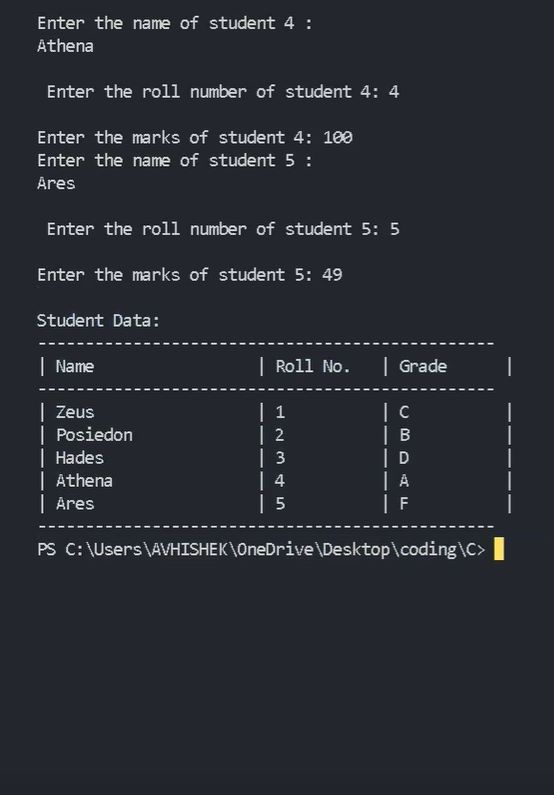 Enter the name of student 4 :
Athena
Enter the roll number of student 4: 4
Enter the marks of student 4: 100
Enter the name of student 5 :
Ares
Enter the roll number of student 5: 5
Enter the marks of student 5: 49
Student Data:
------------------------------------------------
| Name | Roll No. | Grade |
------------------------------------------------
| Zeus | 1 | C |
| Posiedon | 2 | B |
| Hades | 3 | D |
| Athena | 4 | A |
| Ares | 5 | F |
------------------------------------------------
PS C:\Users\AVHISHEK\OneDrive\Desktop\coding\C>